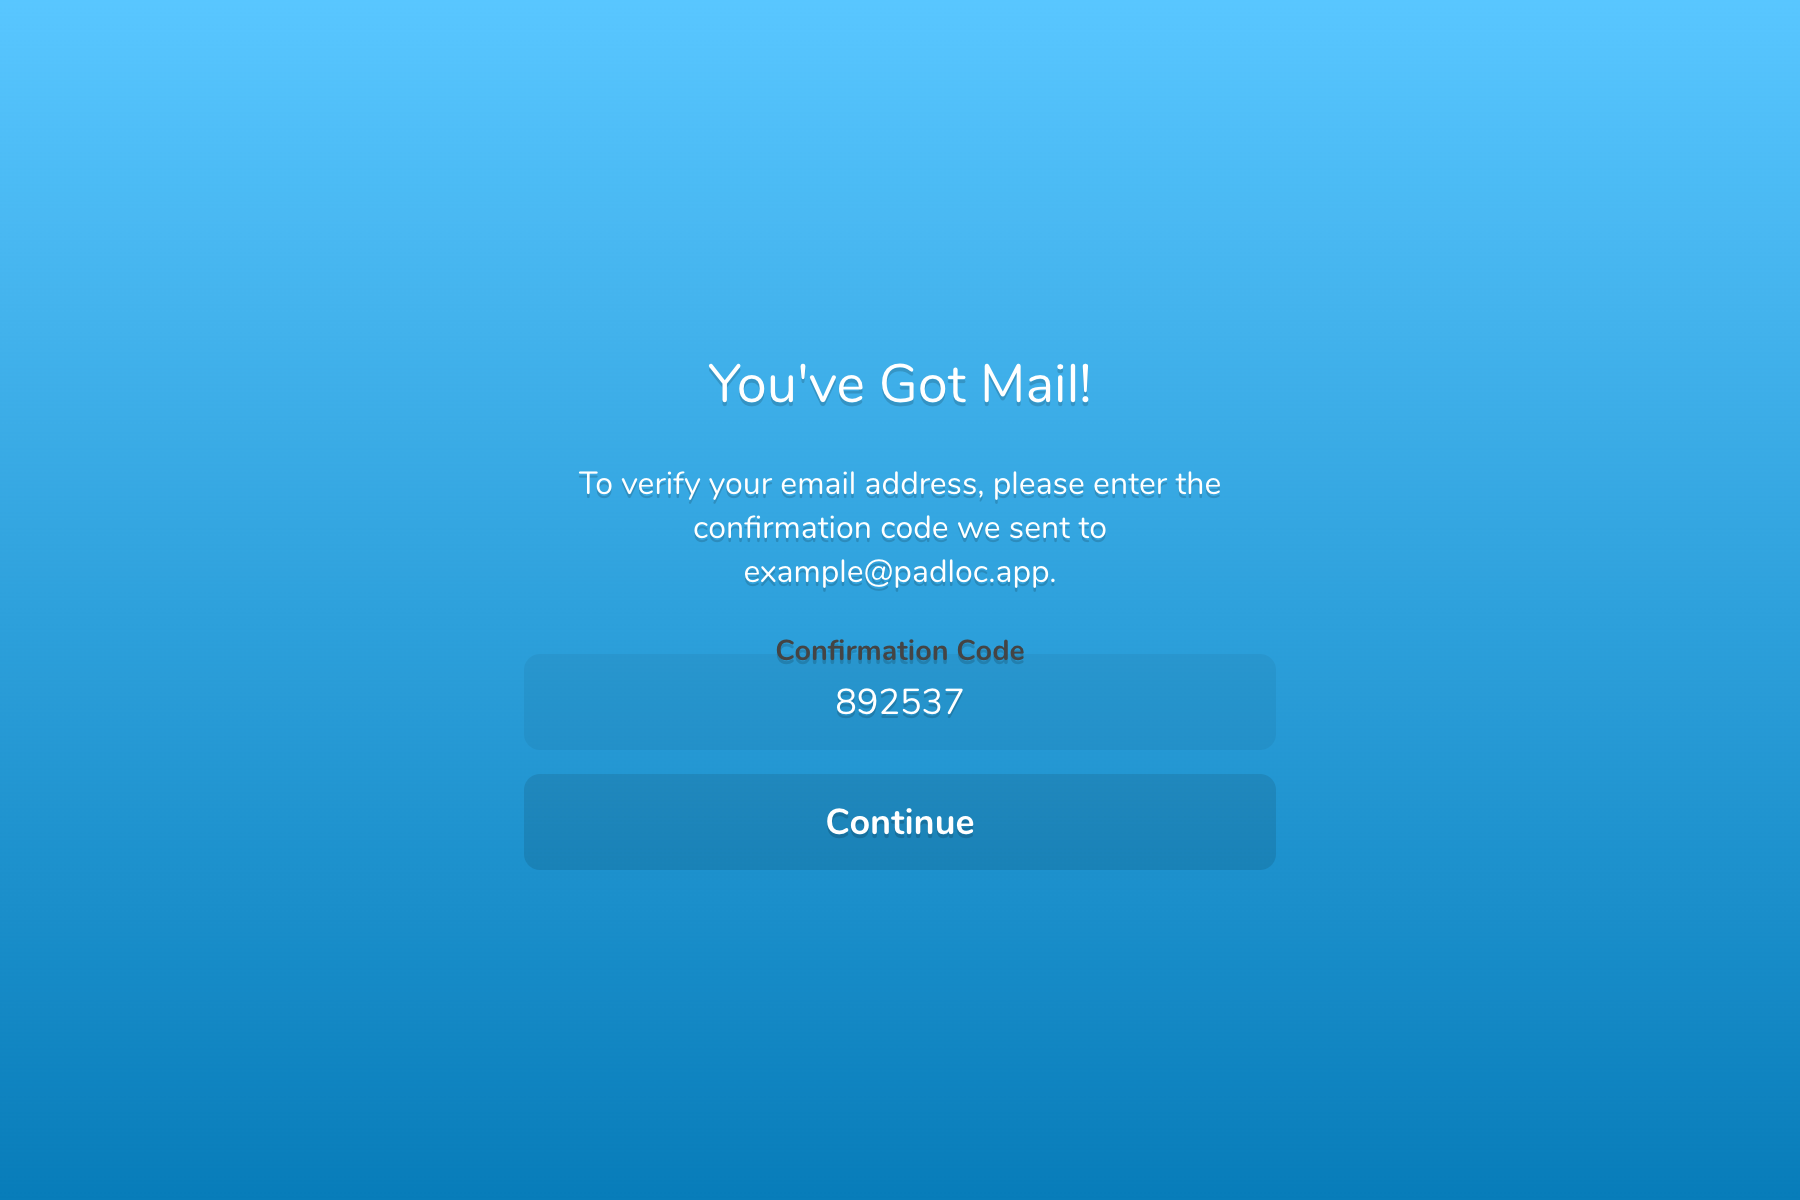 You've Got Mail!
To verify your email address, please enter the
confirmation code we sent to
example@padloc.app.
Confirmation Code
892537
Continue